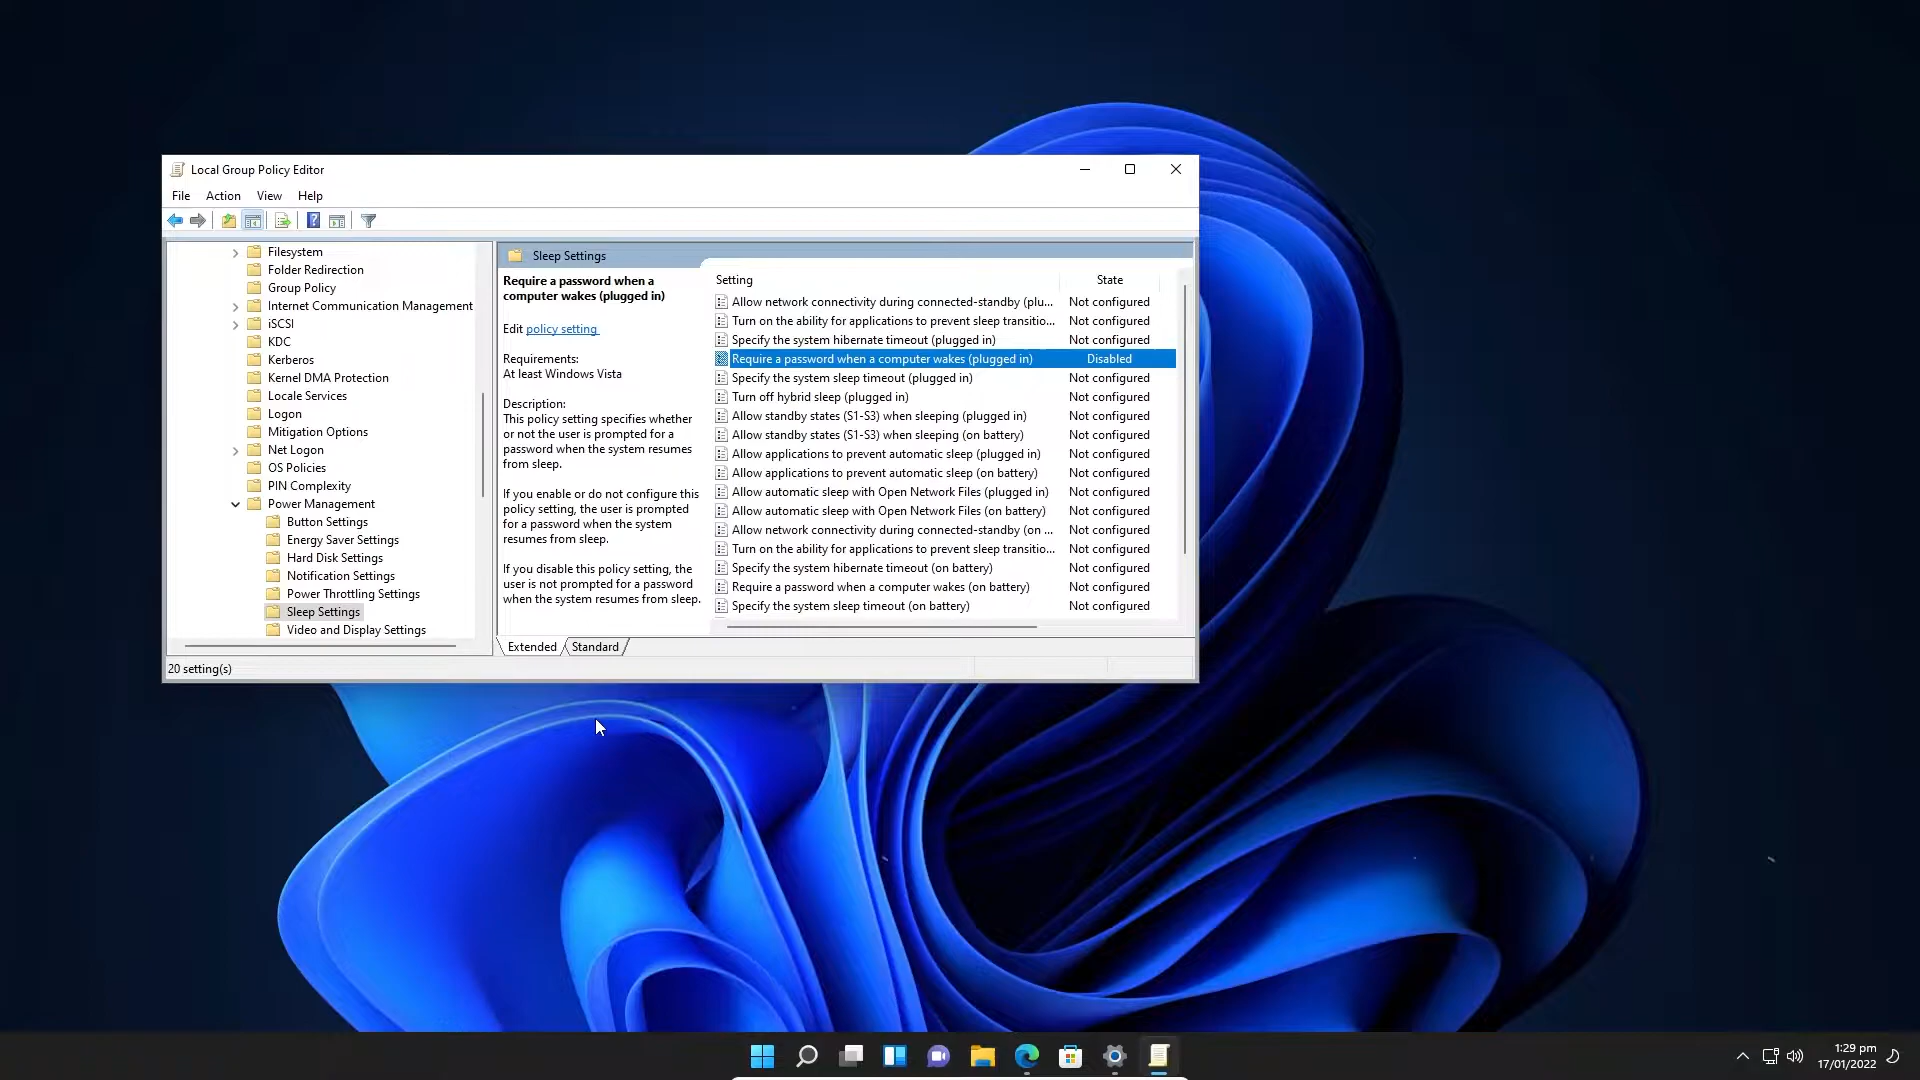 Local Group Policy Editor
File Action View Help
Filesystem
Folder Redirection
Group Policy
Internet Communication Management
iSCSI
KDC
Kerberos
Kernel DMA Protection
Locale Services
Logon
Mitigation Options
Net Logon
OS Policies
PIN Complexity
Power Management
Button Settings
Energy Saver Settings
Hard Disk Settings
Notification Settings
Power Throttling Settings
Sleep Settings
Video and Display Settings
Sleep Settings
Require a password when a
computer wakes (plugged in)
Edit policy setting
Requirements:
At least Windows Vista
Description:
This policy setting specifies whether
or not the user is prompted for a
password when the system resumes
from sleep.
If you enable or do not configure this
policy setting, the user is prompted
for a password when the system
resumes from sleep.
If you disable this policy setting, the
user is not prompted for a password
when the system resumes from sleep.
Setting State
Allow network connectivity during connected-standby (plu... Not configured
Turn on the ability for applications to prevent sleep transitio... Not configured
Specify the system hibernate timeout (plugged in) Not configured
Require a password when a computer wakes (plugged in) Disabled
Specify the system sleep timeout (plugged in) Not configured
Turn off hybrid sleep (plugged in) Not configured
Allow standby states (S1-S3) when sleeping (plugged in) Not configured
Allow standby states (S1-S3) when sleeping (on battery) Not configured
Allow applications to prevent automatic sleep (plugged in) Not configured
Allow applications to prevent automatic sleep (on battery) Not configured
Allow automatic sleep with Open Network Files (plugged in) Not configured
Allow automatic sleep with Open Network Files (on battery) Not configured
Allow network connectivity during connected-standby (on ... Not configured
Turn on the ability for applications to prevent sleep transitio... Not configured
Specify the system hibernate timeout (on battery) Not configured
Require a password when a computer wakes (on battery) Not configured
Specify the system sleep timeout (on battery) Not configured
Extended Standard
20 setting(s)
1:29 pm
17/01/2022